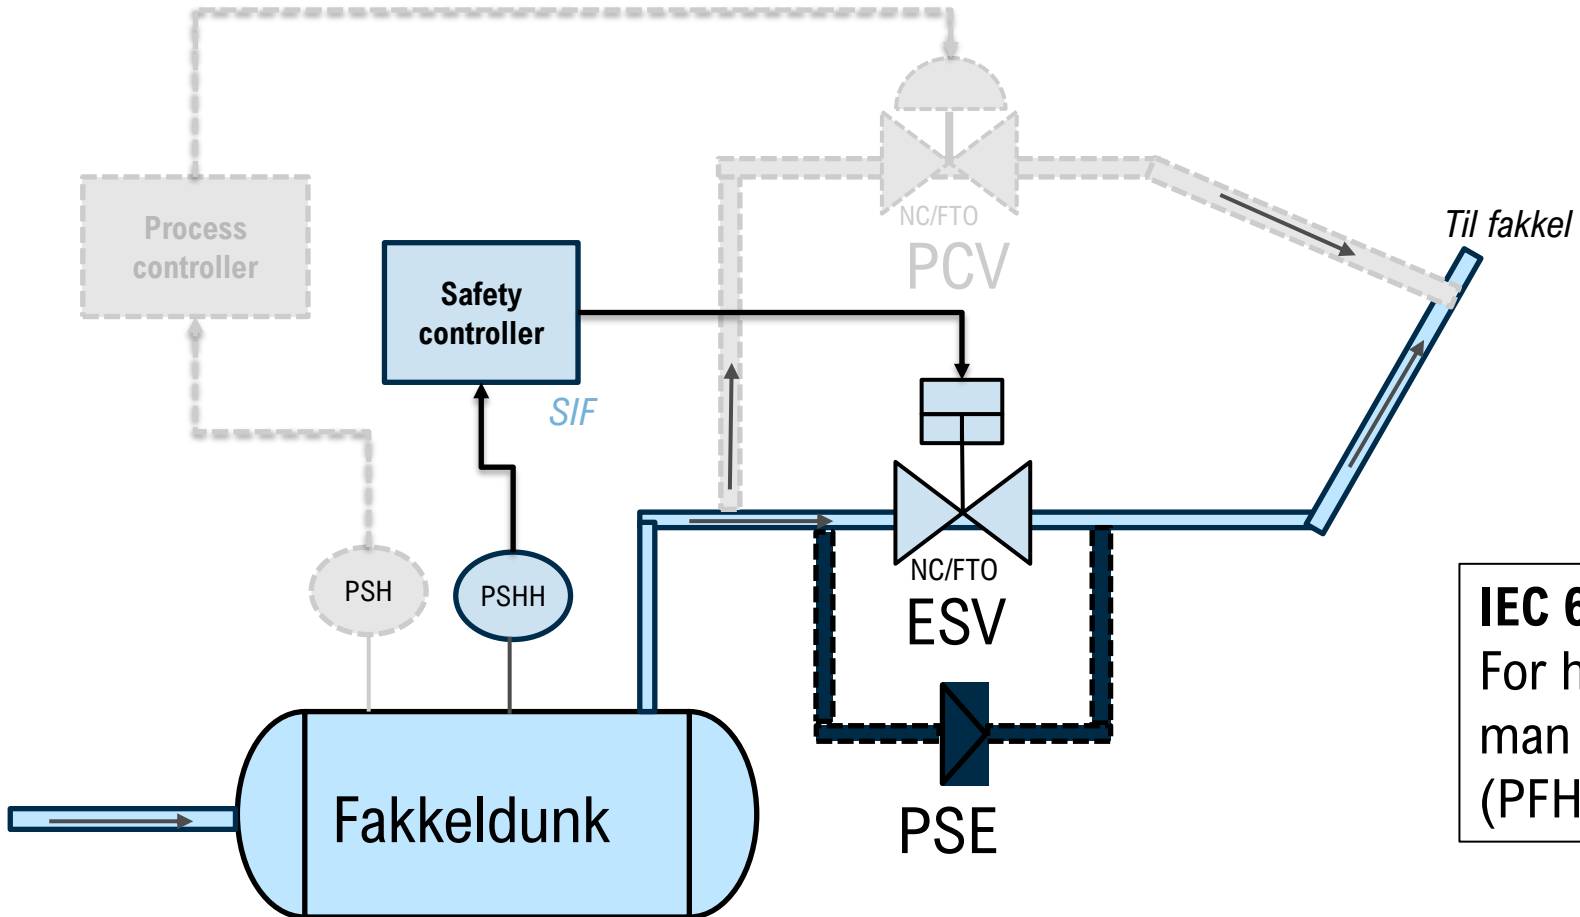 Process
controller
NC/FTO
PCV
Til fakkel
Safety
controller
SIF
PSH
PSHH
NC/FTO
ESV
PSE
Fakkeldunk
IEC 6
For h
man
(PFH